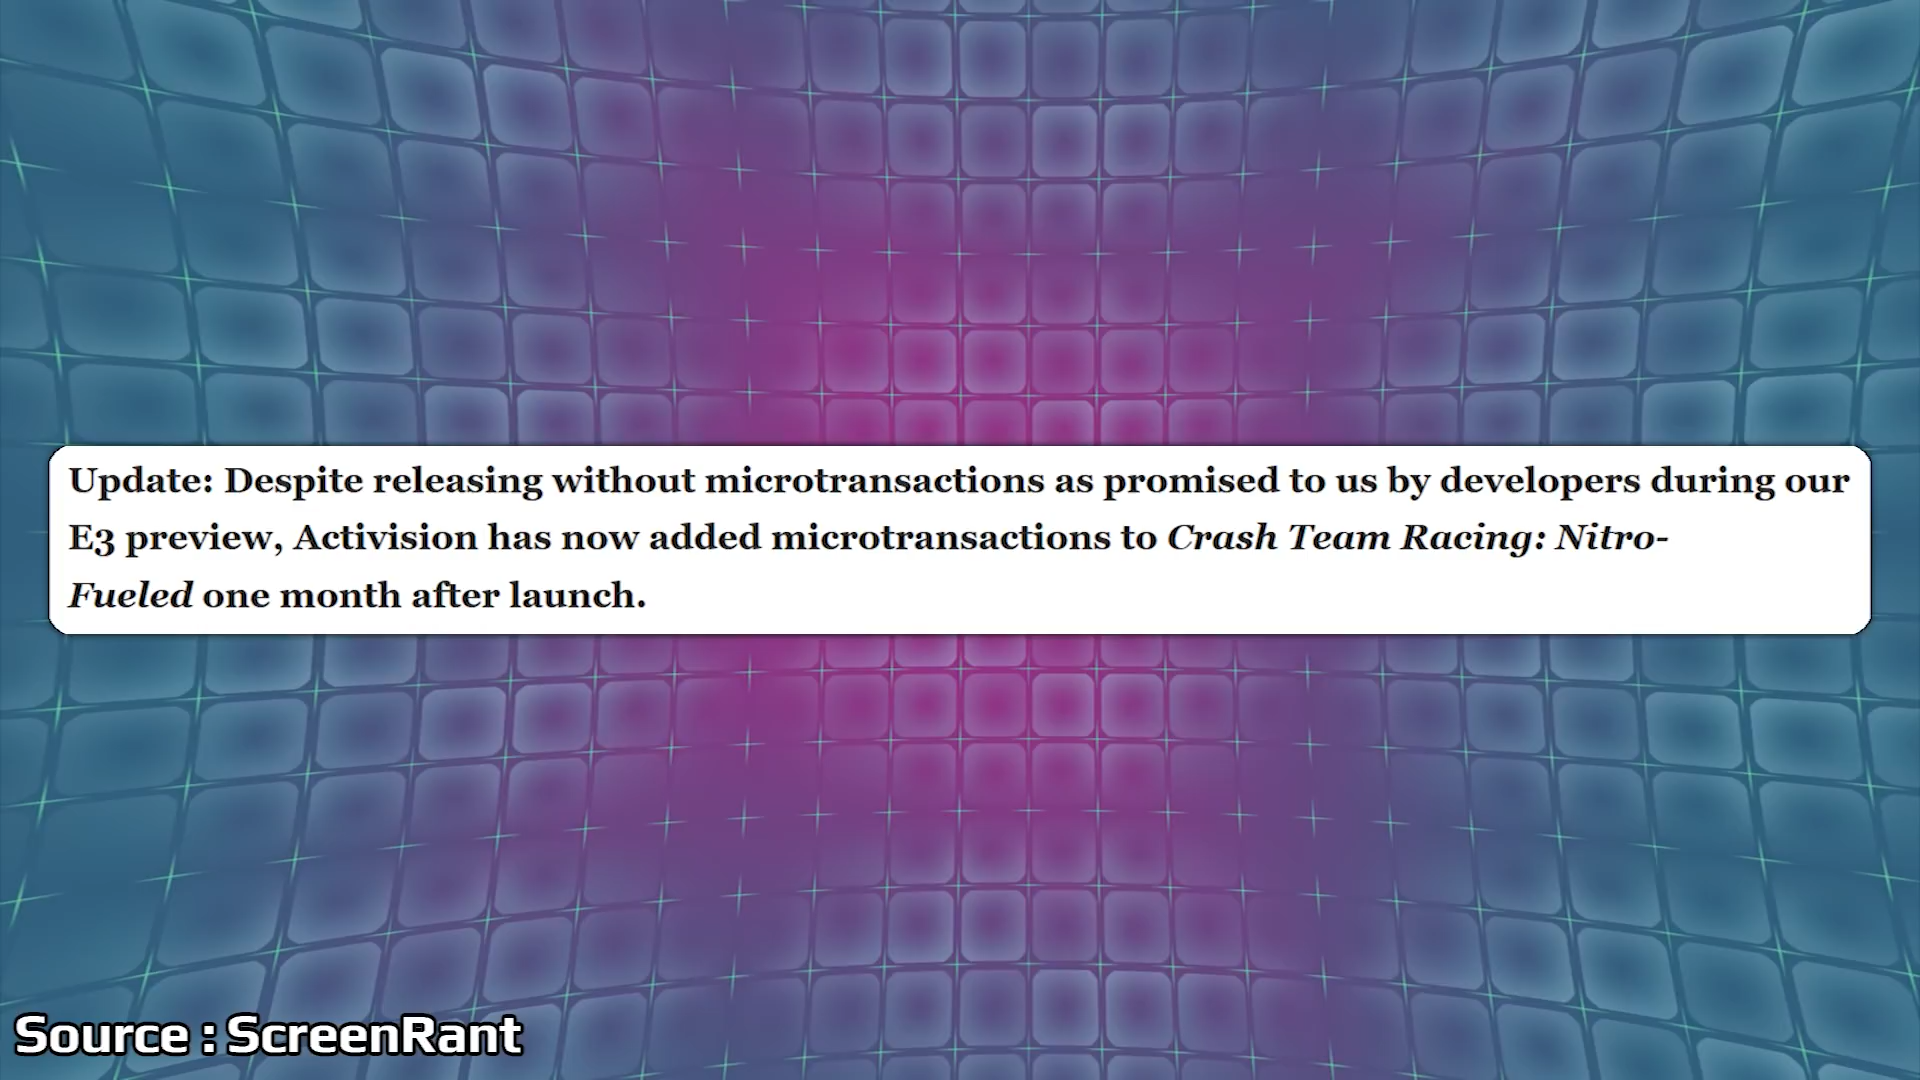 Update: Despite releasing without microtransactions as promised to us by developers during our
E3 preview, Activision has now added microtransactions to Crash Team Racing: Nitro-
Fueled one month after launch.
Source : ScreenRant